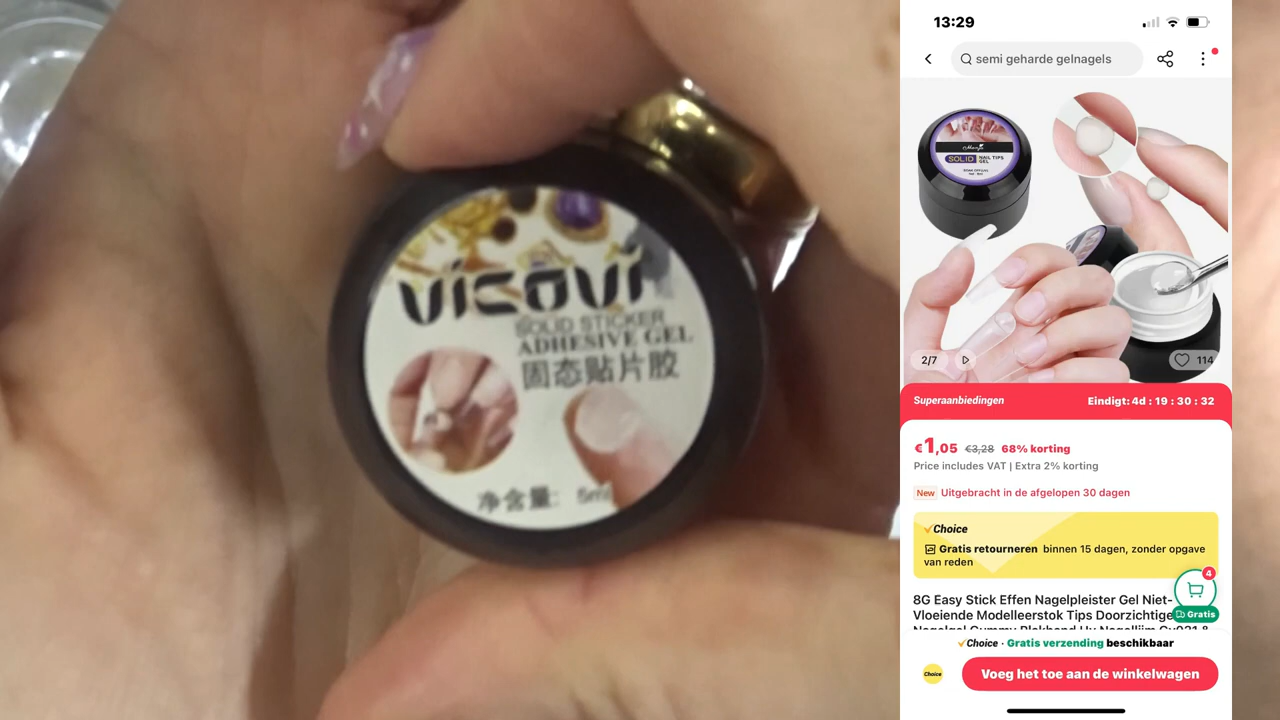 vicovi
SOLID STICKER
ADHESIVE GEL
固态贴片胶
净含量: 5ml
13:29
semi geharde gelnagels
SOLID
NAIL TIPS
GEL
2/7
114
Superaanbiedingen
Eindigt: 4d : 19 : 30 : 32
€1,05 €3,28 68% korting
Price includes VAT | Extra 2% korting
New Uitgebracht in de afgelopen 30 dagen
Choice
Gratis retourneren binnen 15 dagen, zonder opgave
van reden
4
Gratis
8G Easy Stick Effen Nagelpleister Gel Niet-
Vloeiende Modelleerstok Tips Doorzichtige
Choice · Gratis verzending beschikbaar
Choice
Voeg het toe aan de winkelwagen